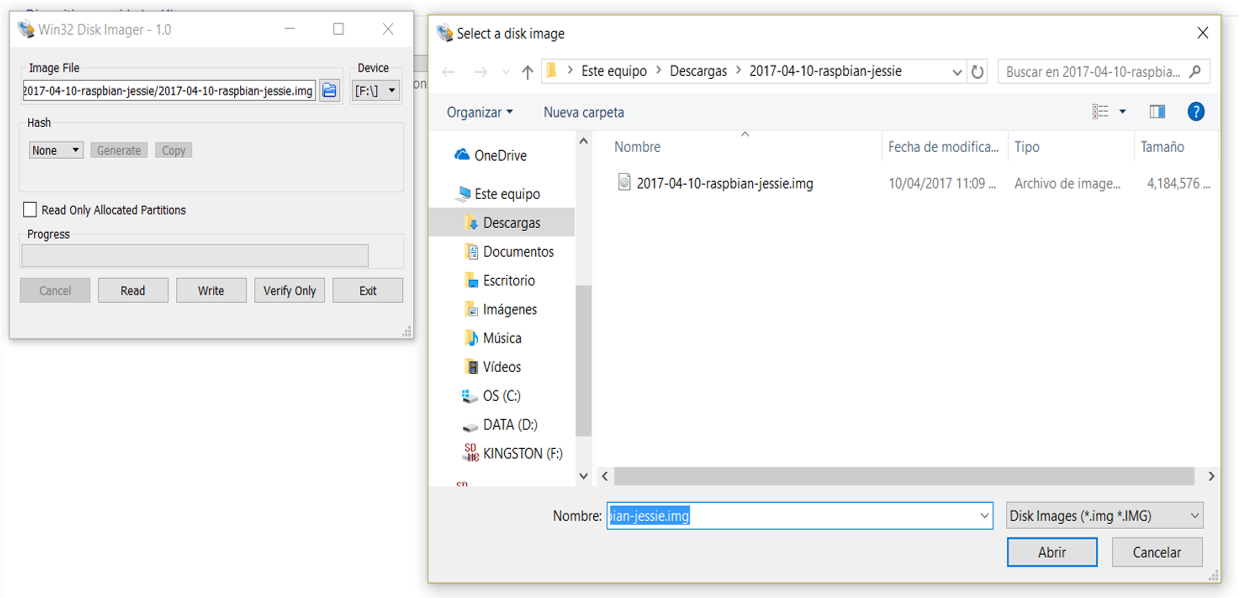 Win32 Disk Imager - 1.0
Image File
Device
2017-04-10-raspbian-jessie/2017-04-10-raspbian-jessie.img
[F:\]
Hash
None
Generate
Copy
Read Only Allocated Partitions
Progress
Cancel
Read
Write
Verify Only
Exit
Select a disk image
Este equipo
Descargas
2017-04-10-raspbian-jessie
Buscar en 2017-04-10-raspbia...
Organizar
Nueva carpeta
?
OneDrive
Este equipo
Descargas
Documentos
Escritorio
Imágenes
Música
Vídeos
OS (C:)
DATA (D:)
KINGSTON (F:)
Nombre
Fecha de modifica...
Tipo
Tamaño
2017-04-10-raspbian-jessie.img
10/04/2017 11:09 ...
Archivo de image...
4,184,576 ...
Nombre:
bian-jessie.img
Disk Images (*.img *.IMG)
Abrir
Cancelar